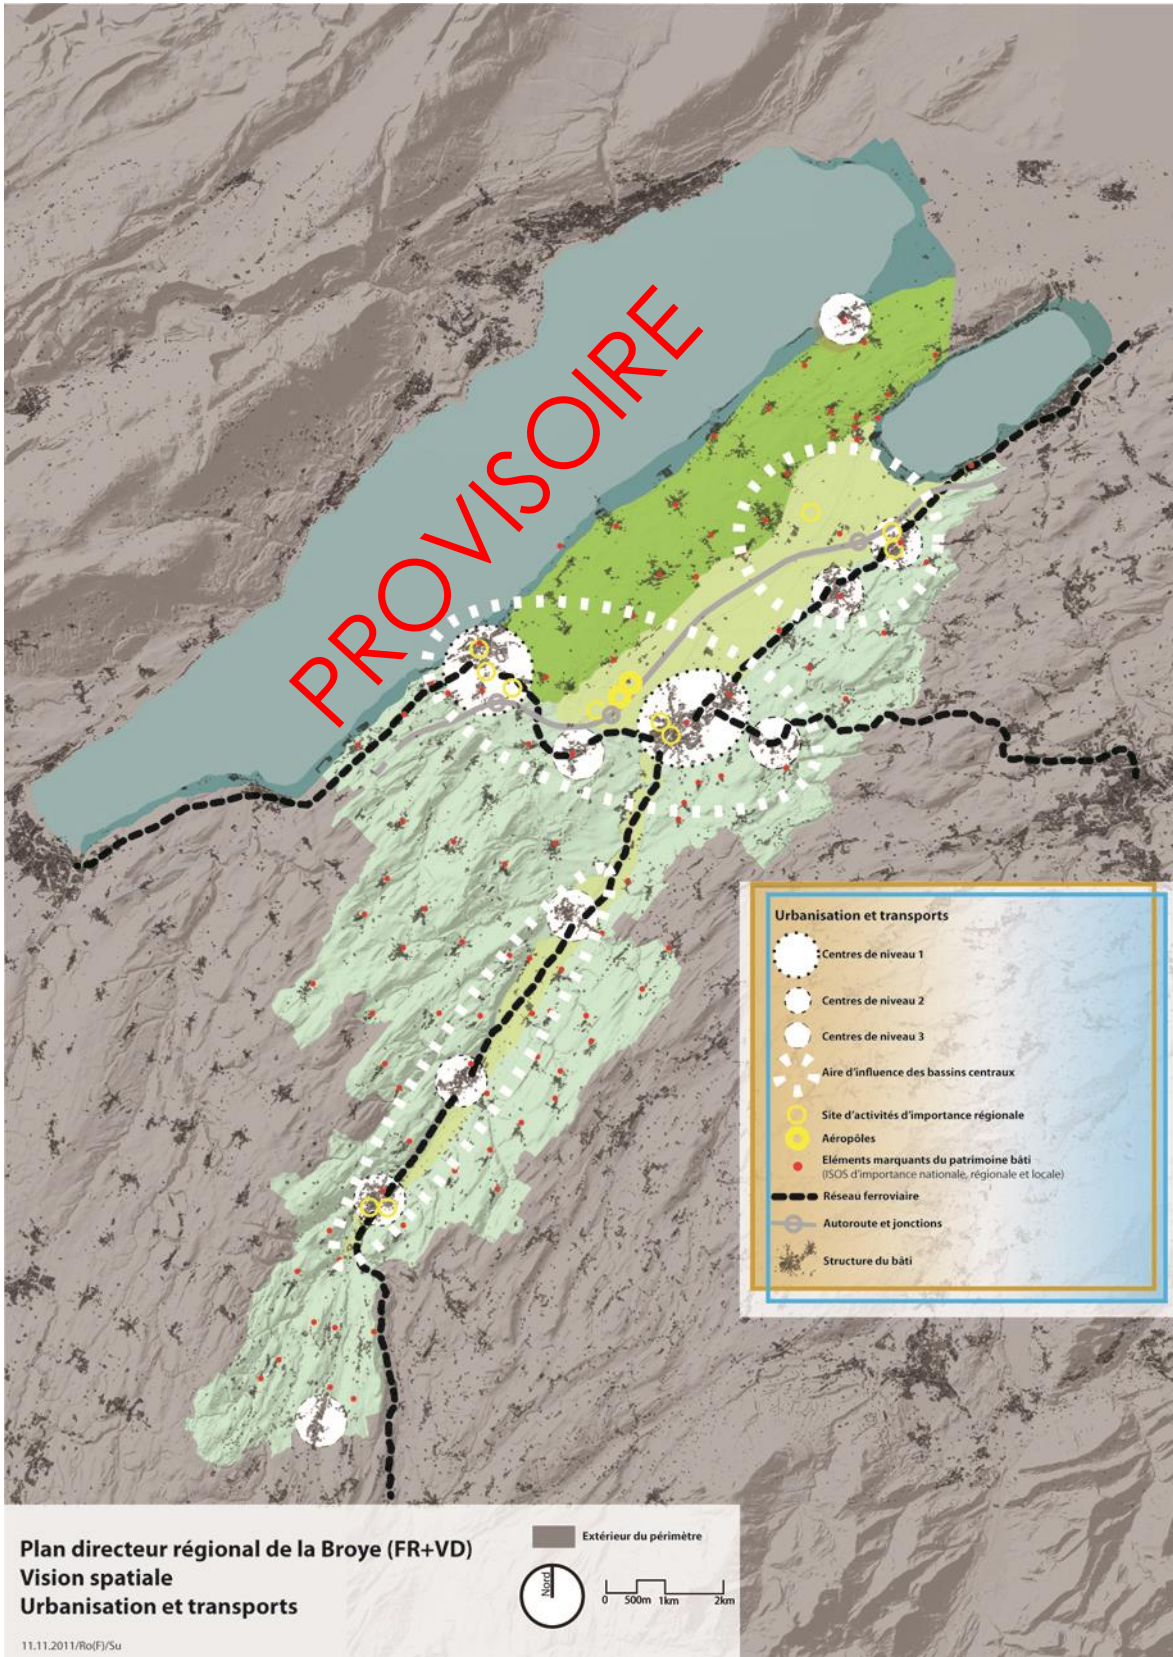 PROVISOIRE
Urbanisation et transports
Centres de niveau 1
Centres de niveau 2
Centres de niveau 3
Aire d'influence des bassins centraux
Site d'activités d'importance régionale
Aéropôles
Eléments marquants du patrimoine bâti
(ISOS d'importance nationale, régionale et locale)
Réseau ferroviaire
Autoroute et jonctions
Structure du bâti
Plan directeur régional de la Broye (FR+VD)
Vision spatiale
Urbanisation et transports
11.11.2011/Ro(F)/Su
Extérieur du périmètre
Nord
0 500m 1km 2km